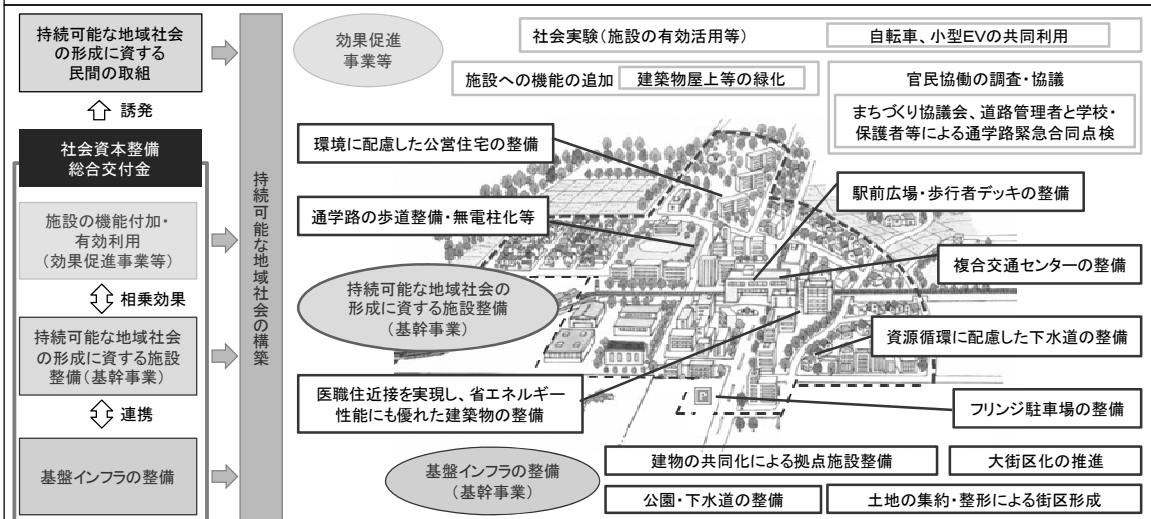 持続可能な地域社会
の形成に資する
民間の取組
誘発
社会資本整備
総合交付金
施設の機能付加・
有効利用
（効果促進事業等）
相乗効果
持続可能な地域社会
の形成に資する施設
整備（基幹事業）
連携
基盤インフラの整備
持続可能な地域社会の構築
効果促進
事業等
社会実験（施設の有効活用等）
自転車、小型EVの共同利用
施設への機能の追加
建築物屋上等の緑化
官民協働の調査・協議
まちづくり協議会、道路管理者と学校・
保護者等による通学路緊急合同点検
環境に配慮した公営住宅の整備
駅前広場・歩行者デッキの整備
通学路の歩道整備・無電柱化等
複合交通センターの整備
持続可能な地域社会の
形成に資する施設整備
（基幹事業）
資源循環に配慮した下水道の整備
医職住近接を実現し、省エネルギー
性能にも優れた建築物の整備
P
フリンジ駐車場の整備
基盤インフラの整備
（基幹事業）
建物の共同化による拠点施設整備
大街区化の推進
公園・下水道の整備
土地の集約・整形による街区形成